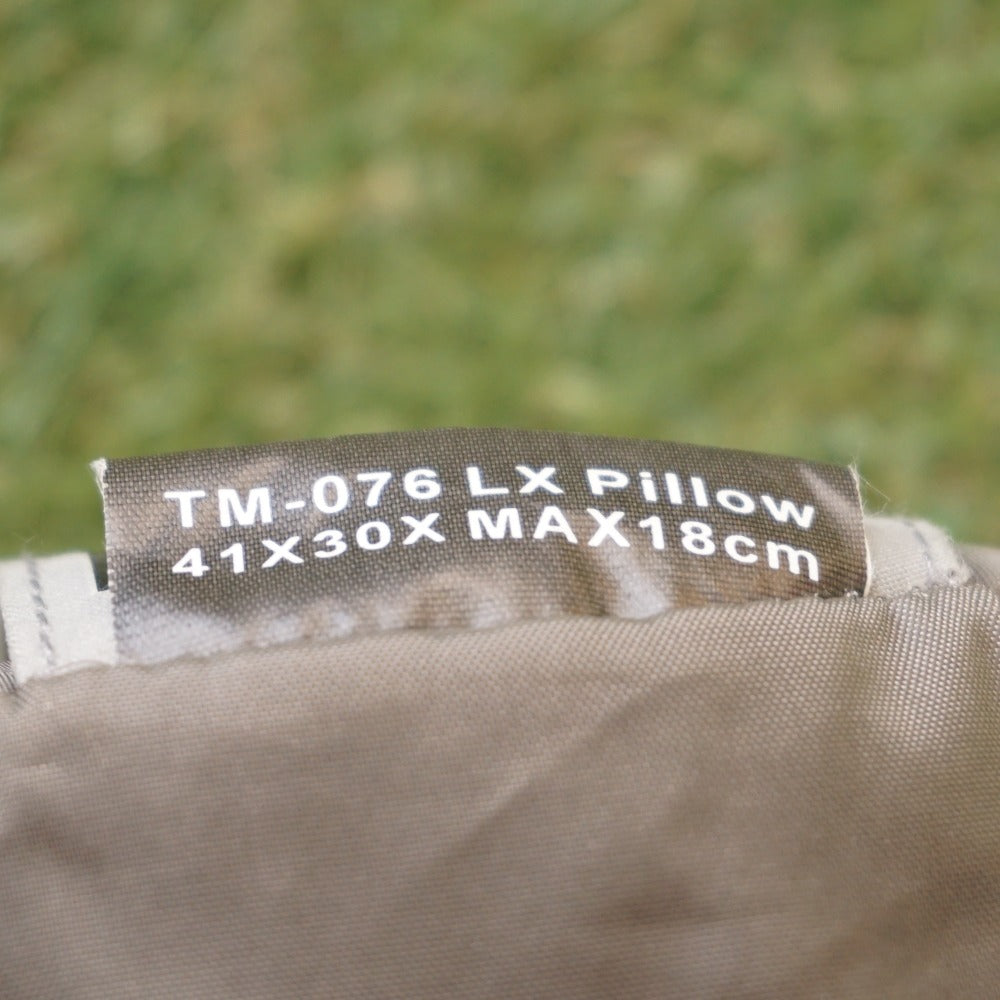 TM-076 LX Pillow
41X30X MAX18cm